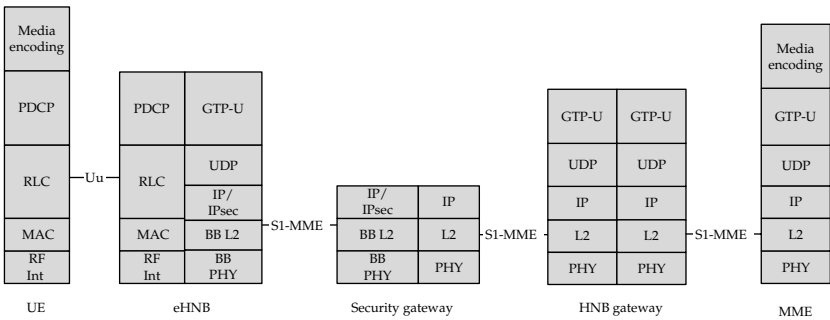 Media
encoding
PDCP
RLC
MAC
RF
Int
UE
Uu
PDCP
RLC
MAC
RF
Int
GTP-U
UDP
IP/
IPsec
BB L2
BB
PHY
eHNB
S1-MME
IP/
IPsec
BB L2
BB
PHY
IP
L2
PHY
Security gateway
S1-MME
GTP-U
UDP
IP
L2
PHY
GTP-U
UDP
IP
L2
PHY
HNB gateway
S1-MME
Media
encoding
GTP-U
UDP
IP
L2
PHY
MME